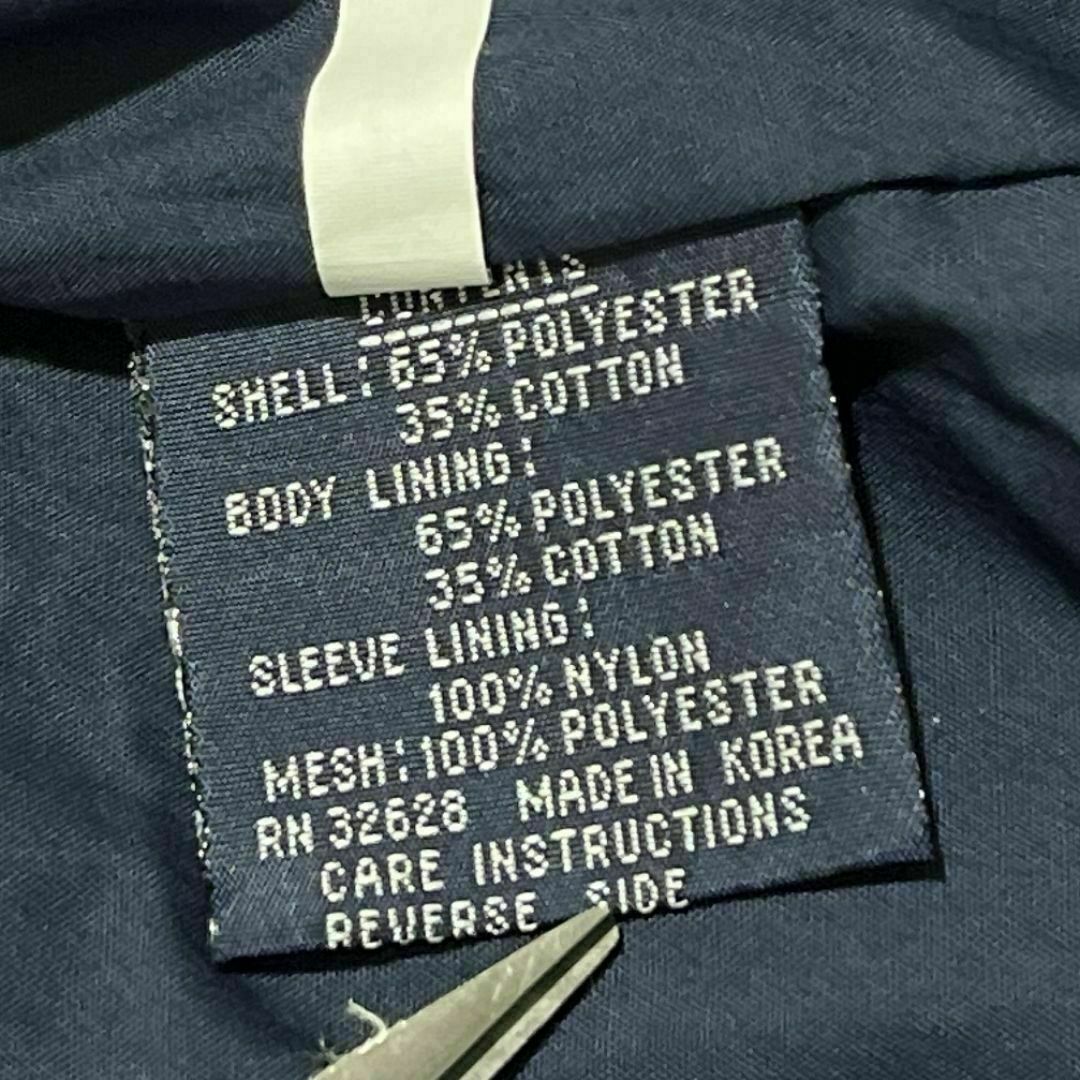 CONTENTS
SHELL: 65% POLYESTER
35% COTTON
BODY LINING:
65% POLYESTER
35% COTTON
SLEEVE LINING:
100% NYLON
MESH: 100% POLYESTER
RN 32628 MADE IN KOREA
CARE INSTRUCTIONS
REVERSE SIDE